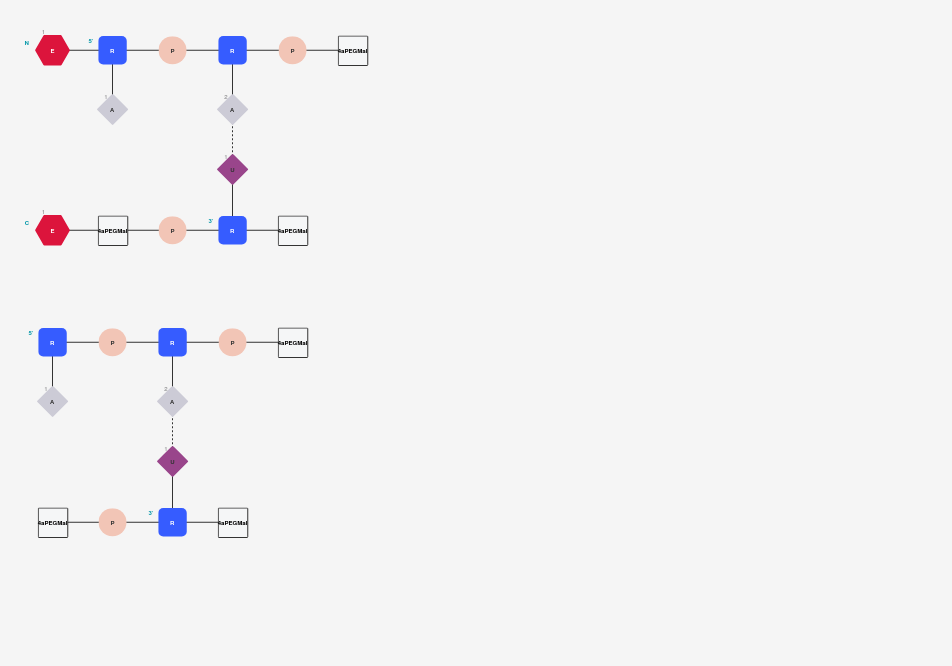 1
N E 5' R P R P 4aPEGMal
1 A 2 A
1 U
1
C E 4aPEGMal P 3' R 4aPEGMal
5' R P R P 4aPEGMal
1 A 2 A
1 U
4aPEGMal P 3' R 4aPEGMal